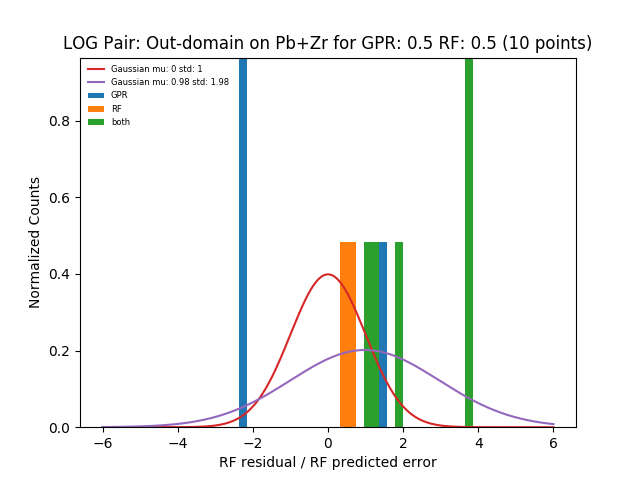 LOG Pair: Out-domain on Pb+Zr for GPR: 0.5 RF: 0.5 (10 points)
Gaussian mu: 0 std: 1
Gaussian mu: 0.98 std: 1.98
GPR
RF
both
0.8
0.6
0.4
0.2
0.0
Normalized Counts
−6 −4 −2 0 2 4 6
RF residual / RF predicted error